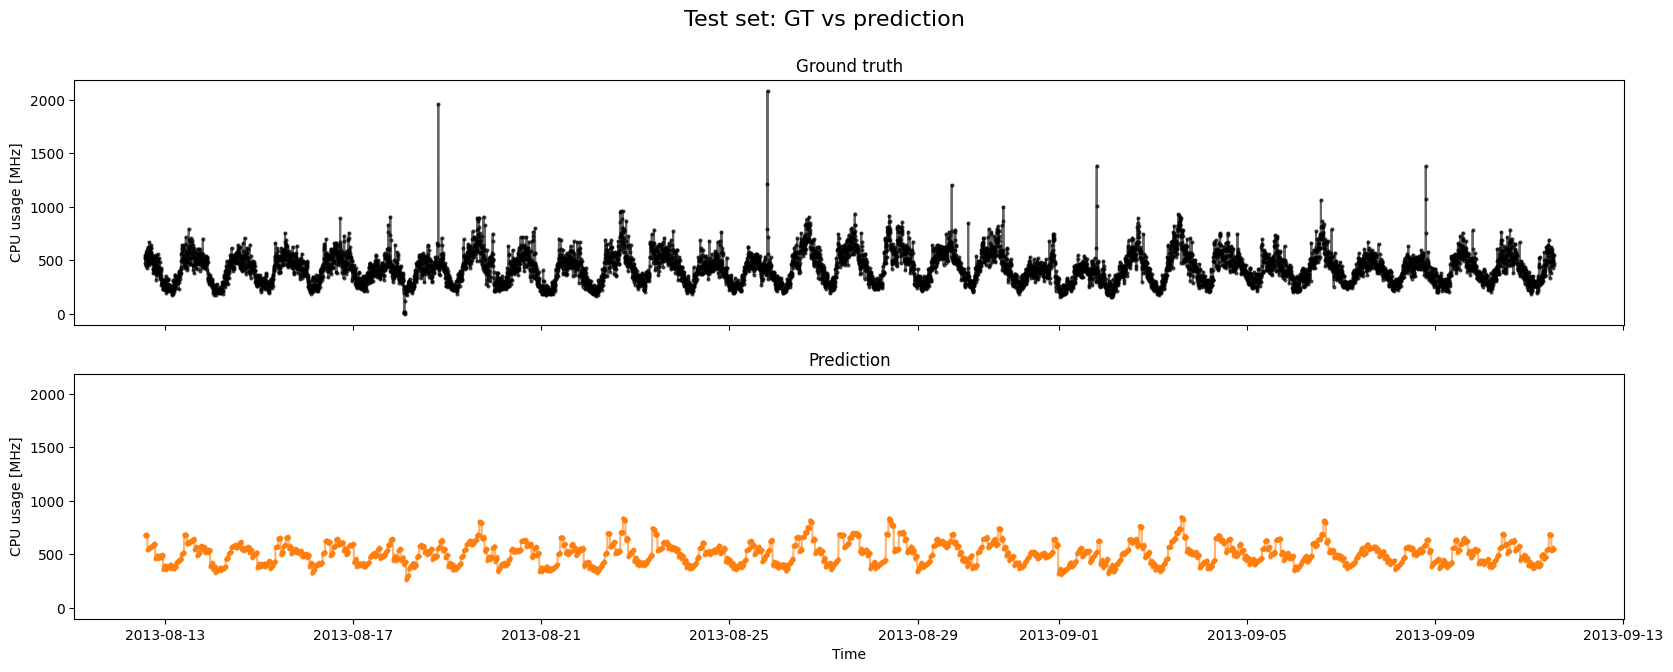 Test set: GT vs prediction
Ground truth
CPU usage [MHz]
2000
1500
1000
500
0
Prediction
CPU usage [MHz]
2000
1500
1000
500
0
2013-08-13 2013-08-17 2013-08-21 2013-08-25 2013-08-29 2013-09-01 2013-09-05 2013-09-09 2013-09-13
Time